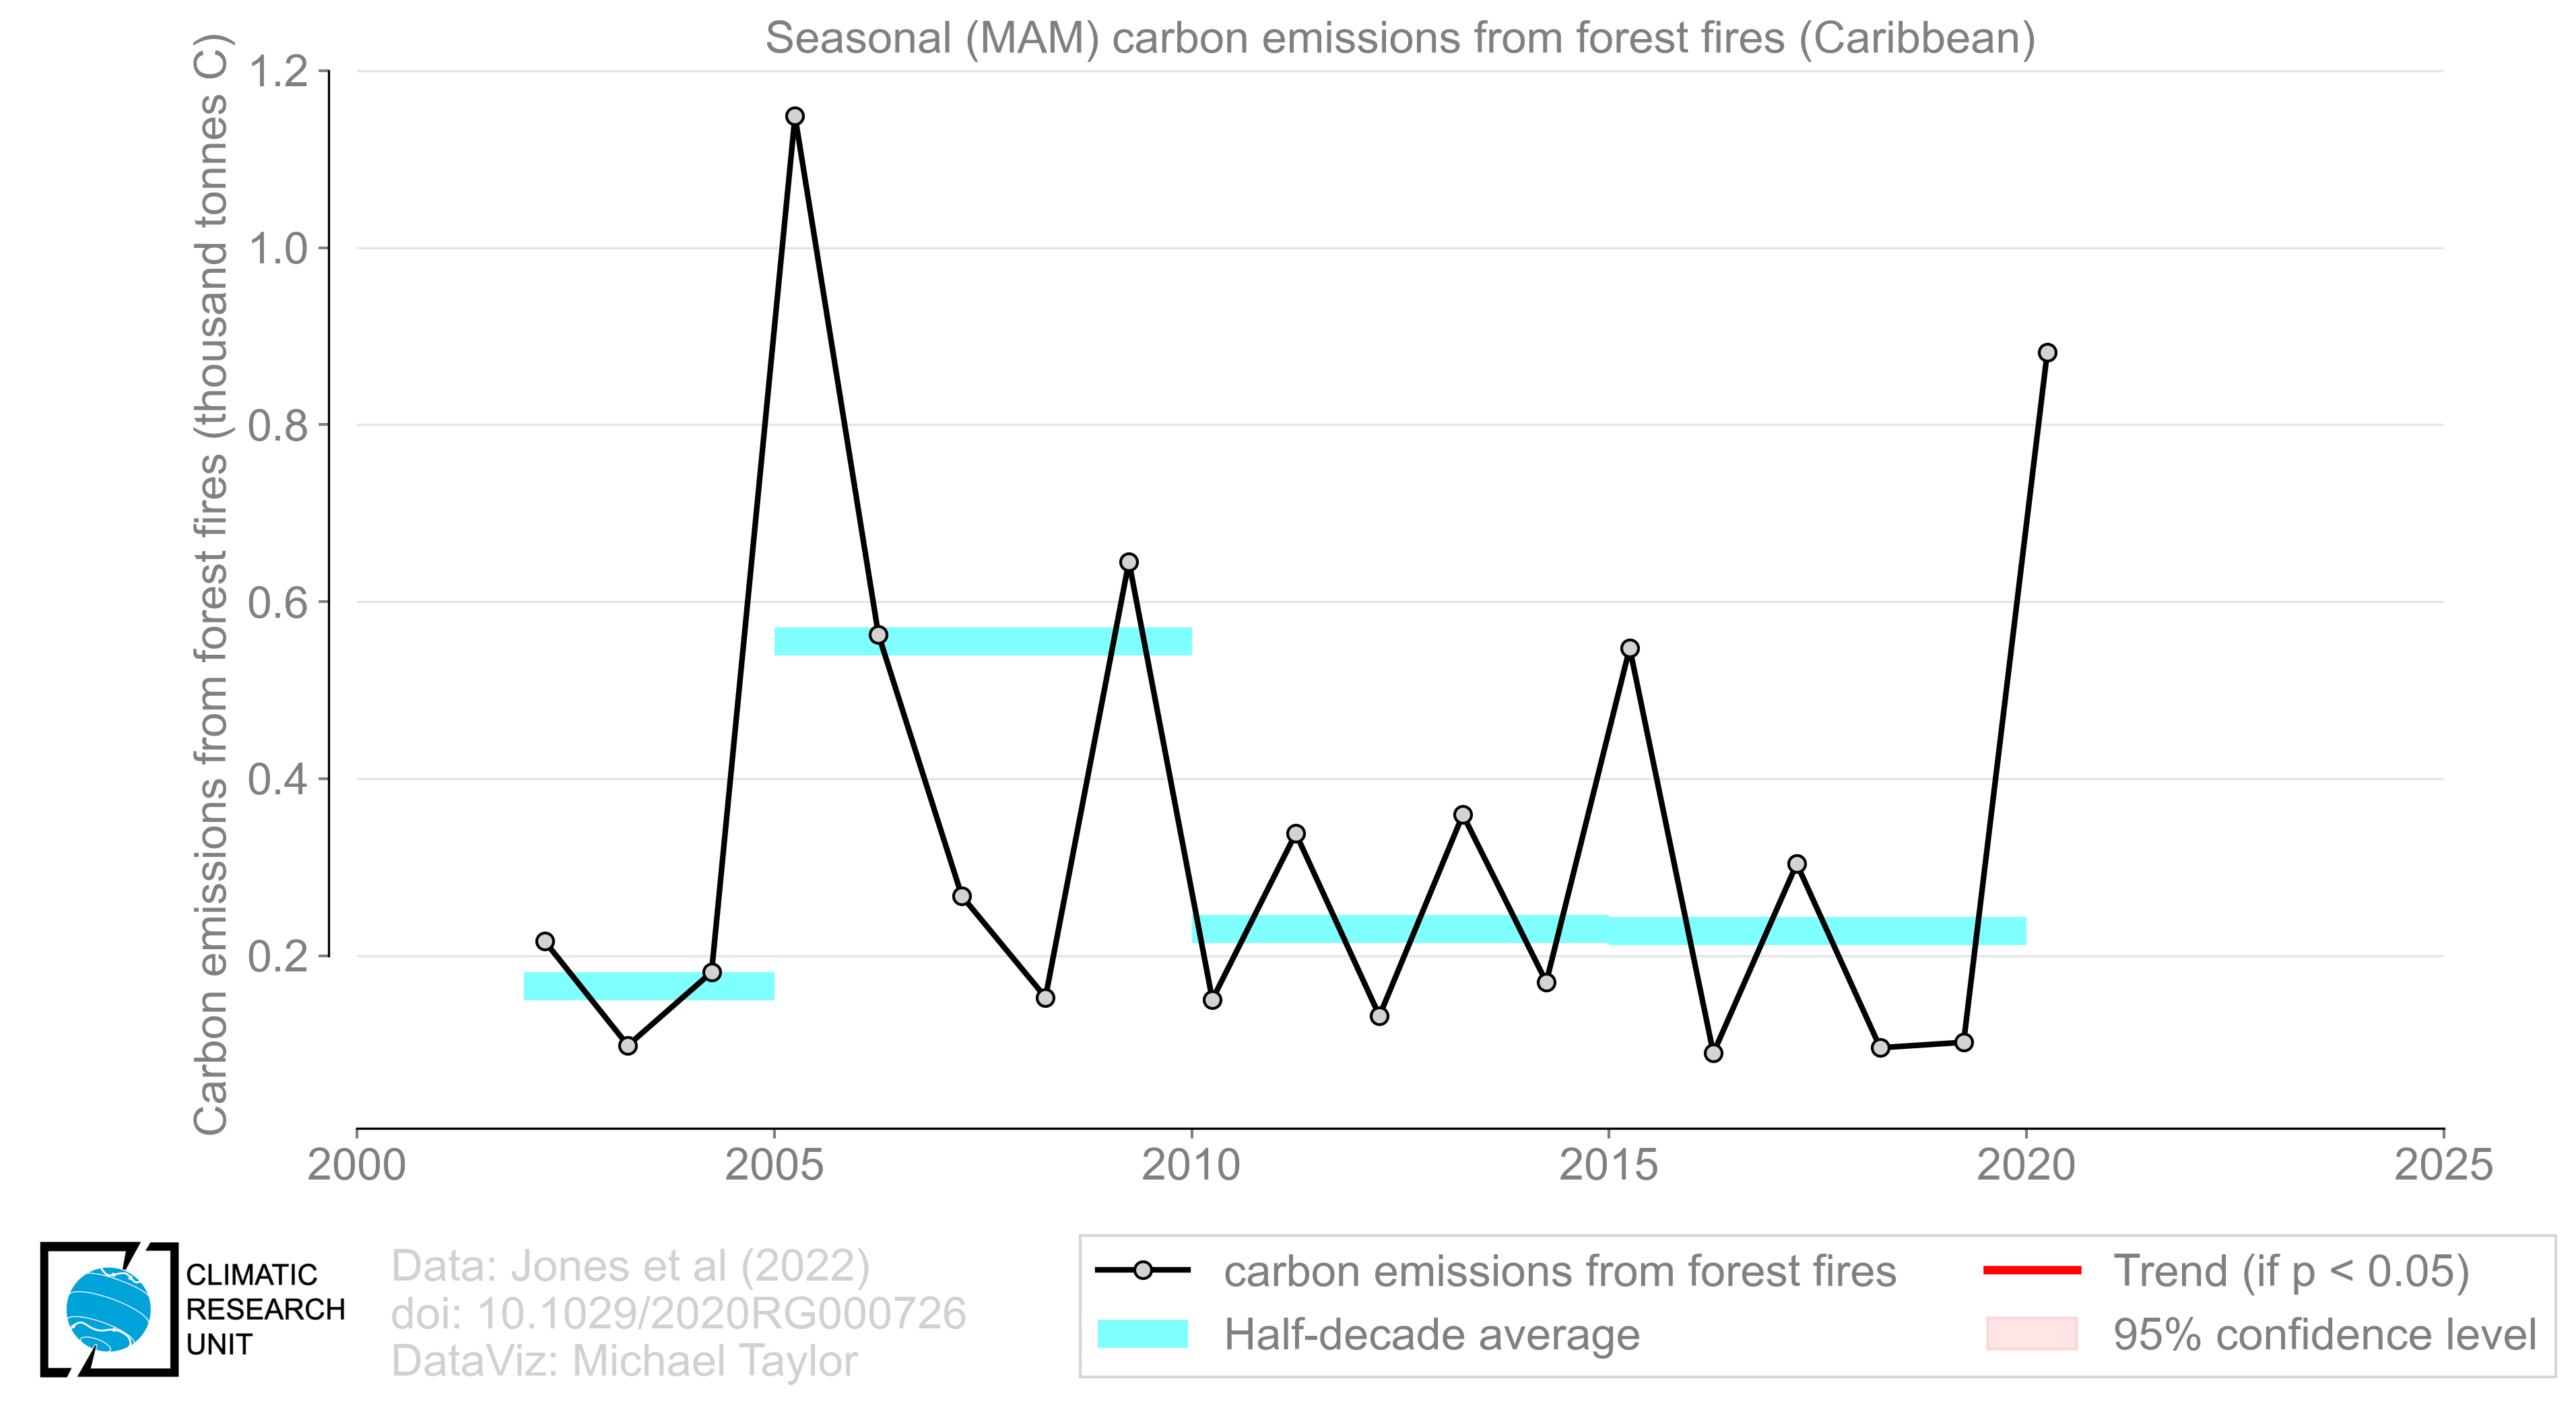 Seasonal (MAM) carbon emissions from forest fires (Caribbean)
Carbon emissions from forest fires (thousand tonnes C)
1.2
1.0
0.8
0.6
0.4
0.2
2000 2005 2010 2015 2020 2025
CLIMATIC
RESEARCH
UNIT
Data: Jones et al (2022)
doi: 10.1029/2020RG000726
DataViz: Michael Taylor
carbon emissions from forest fires
Half-decade average
Trend (if p < 0.05)
95% confidence level